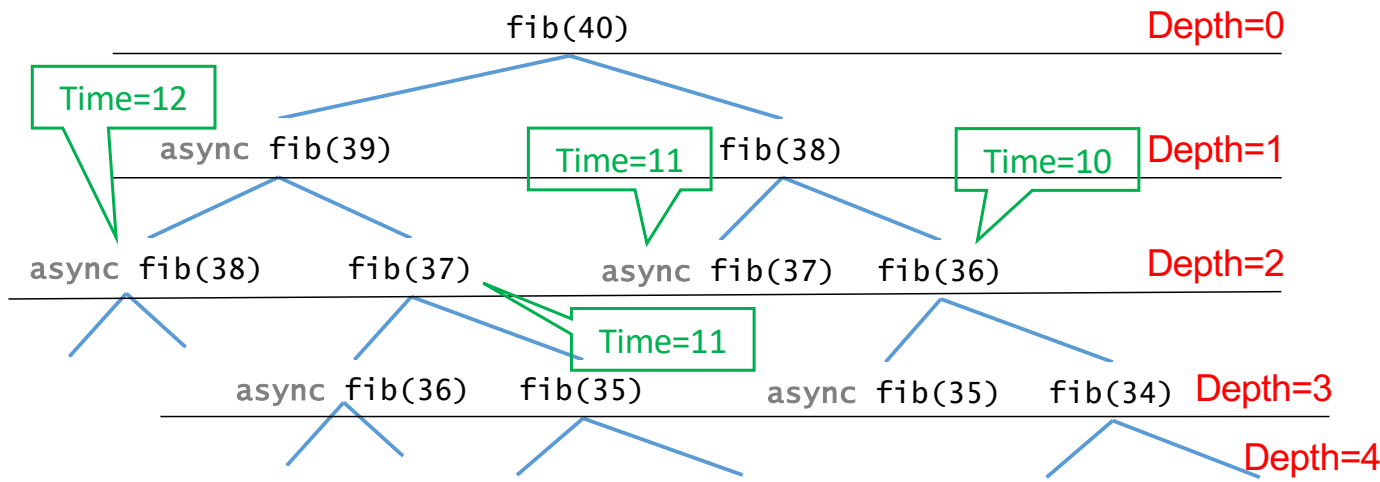 fib(40) Depth=0
Time=12
async fib(39) Time=11 fib(38) Time=10 Depth=1
async fib(38) fib(37) async fib(37) fib(36) Depth=2
Time=11
async fib(36) fib(35) async fib(35) fib(34) Depth=3
Depth=4